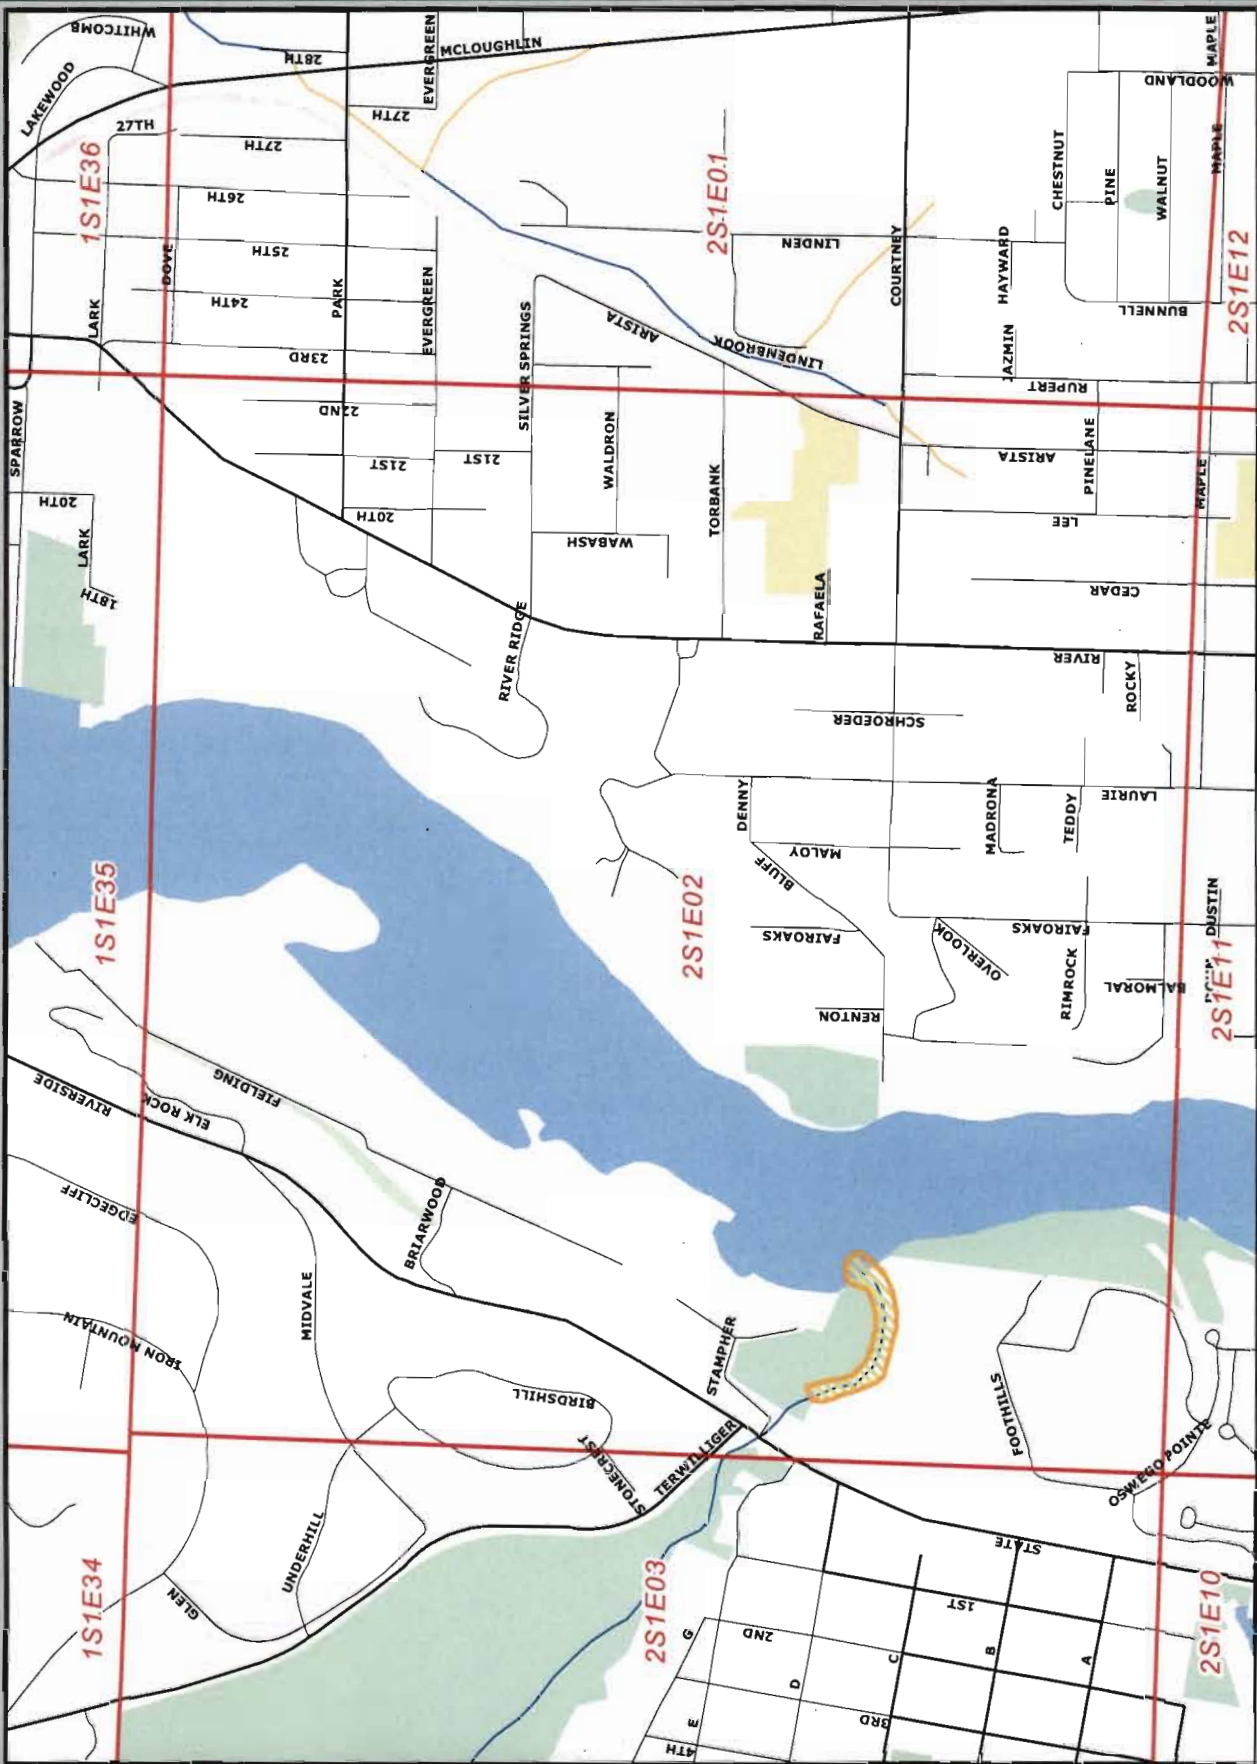 WHITCOMB
LAKEWOOD
27TH
1S1E36
28TH
EVERGREEN
MCLOUGHLIN
27TH
27TH
26TH
25TH
DOVE
24TH
LARK
PARK
EVERGREEN
23RD
SPARROW
22ND
21ST
21ST
20TH
20TH
LARK
18TH
SILVER SPRINGS
ARISTA
WALDRON
WABASH
TORBANK
RAFAELA
RIVER RIDGE
2S1E01
LINDEN
LINDENBROOK
COURTNEY
MAPLE
WOODLAND
MAPLE
CHESTNUT
PINE
WALNUT
HAYWARD
BUNNELL
2S1E12
JAZMIN
RUPERT
ARISTA
PINELANE
MAPLE
LEE
CEDAR
RIVER
ROCKY
SCHROEDER
LAURIE
DENNY
MADRONA
TEDDY
MALOY
BLUFF
FAIROAKS
FAIROAKS
OVERLOOK
DUSTIN
RIMROCK
BALMORAL
RENTON
2S1E11
1S1E35
2S1E02
RIVERSIDE
ELK ROCK
FIELDING
EDGECLIFF
BRIARWOOD
MIDVALE
IRON MOUNTAIN
BIRDSHILL
STAMPHER
STONECREST
TERWILLIGER
UNDERHILL
GLEN
1S1E34
2S1E03
FOOTHILLS
OSWEGO POINTE
STATE
1ST
2ND
3RD
4TH
G
E
D
C
B
A
2S1E10